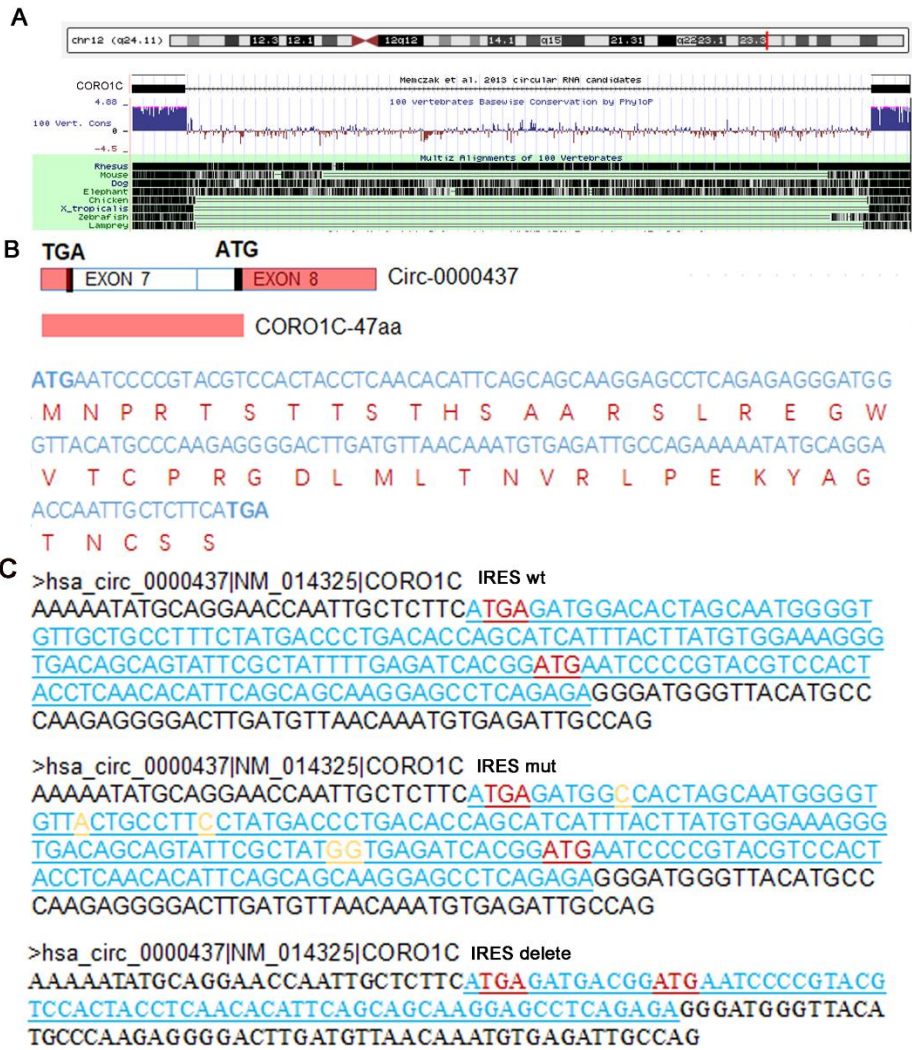 A
chr12 (q24.11) 12.3 12.1 12q12 14.1 q15 21.31 q22 23.1 23.3
Memczak et al. 2013 circular RNA candidates
CORO1C
4.88 100 vertebrates Basewise Conservation by PhyloP
100 Vert. Cons 0
-4.5
Multiz Alignments of 100 Vertebrates
Rhesus
Mouse
Dog
Elephant
Chicken
X_tropicalis
Zebrafish
Lamprey
B
TGA ATG
EXON 7 EXON 8 Circ-0000437
CORO1C-47aa
ATGAATCCCCGTACGTCCACTACCTCAACACATTCAGCAGCAAGGAGCCTCAGAGAGGGATGG
M N P R T S T T S T H S A A R S L R E G W
GTTACATGCCCAAGAGGGGACTTGATGTTAACAAATGTGAGATTGCCAGAAAAATATGCAGGA
V T C P R G D L M L T N V R L P E K Y A G
ACCAATTGCTCTTCATGA
T N C S S
C
>hsa_circ_0000437|NM_014325|CORO1C IRES wt
AAAAATATGCAGGAACCAATTGCTCTTCATGAGATGGACACTAGCAATGGGGT
GTTGCTGCCTTTCTATGACCCTGACACCAGCATCATTTACTTATGTGGAAAGGG
TGACAGCAGTATTCGCTATTTTGAGATCACGGATGAATCCCCGTACGTCCACT
ACCTCAACACATTCAGCAGCAAGGAGCCTCAGAGAGGGATGGGTTACATGCC
CAAGAGGGGACTTGATGTTAACAAATGTGAGATTGCCAG
>hsa_circ_0000437|NM_014325|CORO1C IRES mut
AAAAATATGCAGGAACCAATTGCTCTTCATGAGATGGCCACTAGCAATGGGGT
GTTACTGCCTTCCTATGACCCTGACACCAGCATCATTTACTTATGTGGAAAGGG
TGACAGCAGTATTCGCTATGGTGAGATCACGGATGAATCCCCGTACGTCCACT
ACCTCAACACATTCAGCAGCAAGGAGCCTCAGAGAGGGATGGGTTACATGCC
CAAGAGGGGACTTGATGTTAACAAATGTGAGATTGCCAG
>hsa_circ_0000437|NM_014325|CORO1C IRES delete
AAAAATATGCAGGAACCAATTGCTCTTCATGAGATGACGGATGAATCCCCGTACG
TCCACTACCTCAACACATTCAGCAGCAAGGAGCCTCAGAGAGGGATGGGTTACA
TGCCCAAGAGGGGACTTGATGTTAACAAATGTGAGATTGCCAG